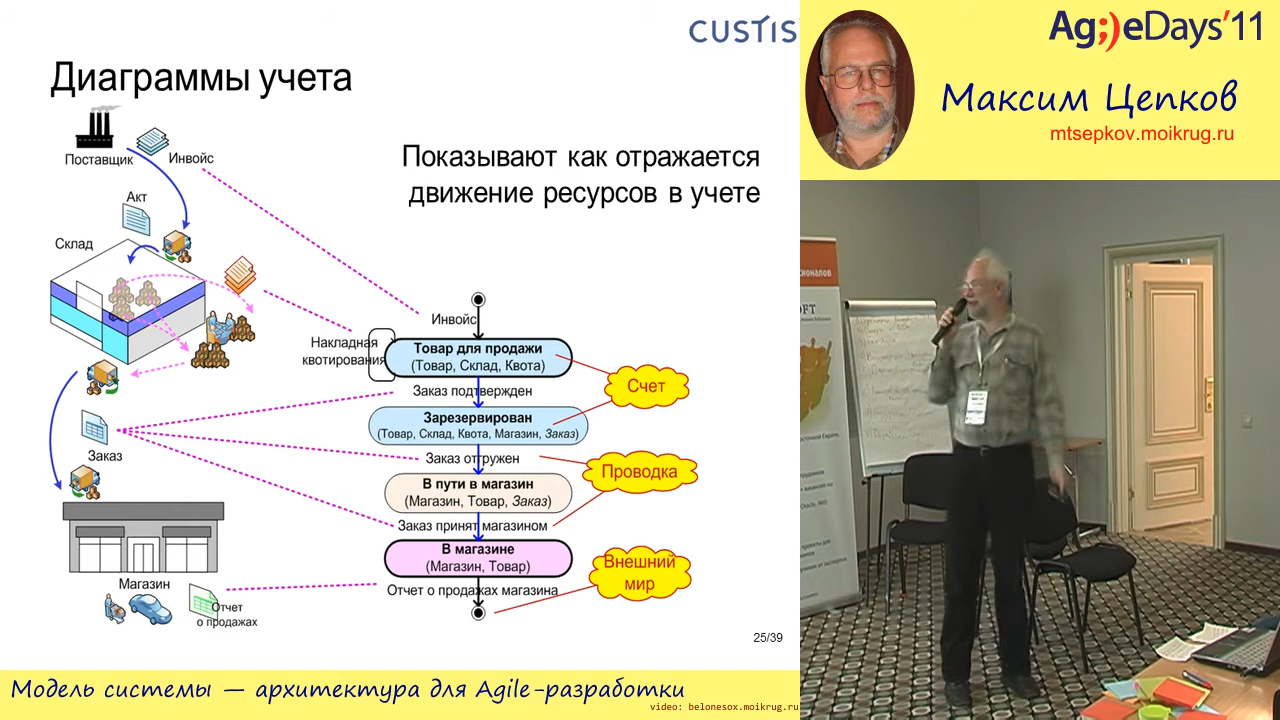 CUSTIS
Диаграммы учета
Поставщик
Инвойс
Показывают как отражается
движение ресурсов в учете
Акт
Склад
Инвойс
Накладная
квотирования
Товар для продажи
(Товар, Склад, Квота)
Счет
Заказ подтвержден
Зарезервирован
(Товар, Склад, Квота, Магазин, Заказ)
Заказ
Заказ отгружен
Проводка
В пути в магазин
(Магазин, Товар, Заказ)
Заказ принят магазином
В магазине
(Магазин, Товар)
Внешний
мир
Магазин
Отчет о продажах магазина
Отчет
о продажах
25/39
Модель системы — архитектура для Agile-разработки
video: belonesox.moikrug.ru
Ag;)eDays'11
Максим Цепков
mtsepkov.moikrug.ru